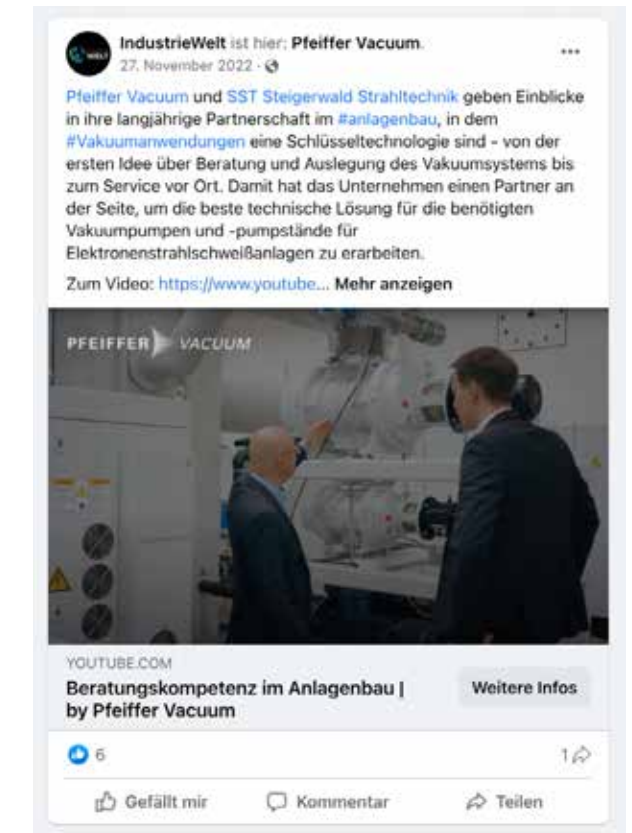 IndustrieWelt ist hier: Pfeiffer Vacuum.
27. November 2022 ·
Pfeiffer Vacuum und SST Steigerwald Strahltechnik geben Einblicke
in ihre langjährige Partnerschaft im #anlagenbau, in dem
#Vakuumanwendungen eine Schlüsseltechnologie sind – von der
ersten Idee über Beratung und Auslegung des Vakuumsystems bis
zum Service vor Ort. Damit hat das Unternehmen einen Partner an
der Seite, um die beste technische Lösung für die benötigten
Vakuumpumpen und -pumpstände für
Elektronenstrahlschweißanlagen zu erarbeiten.
Zum Video: https://www.youtube... Mehr anzeigen
PFEIFFER VACUUM
YOUTUBE.COM
Beratungskompetenz im Anlagenbau |
by Pfeiffer Vacuum
Weitere Infos
6
1
Gefällt mir
Kommentar
Teilen